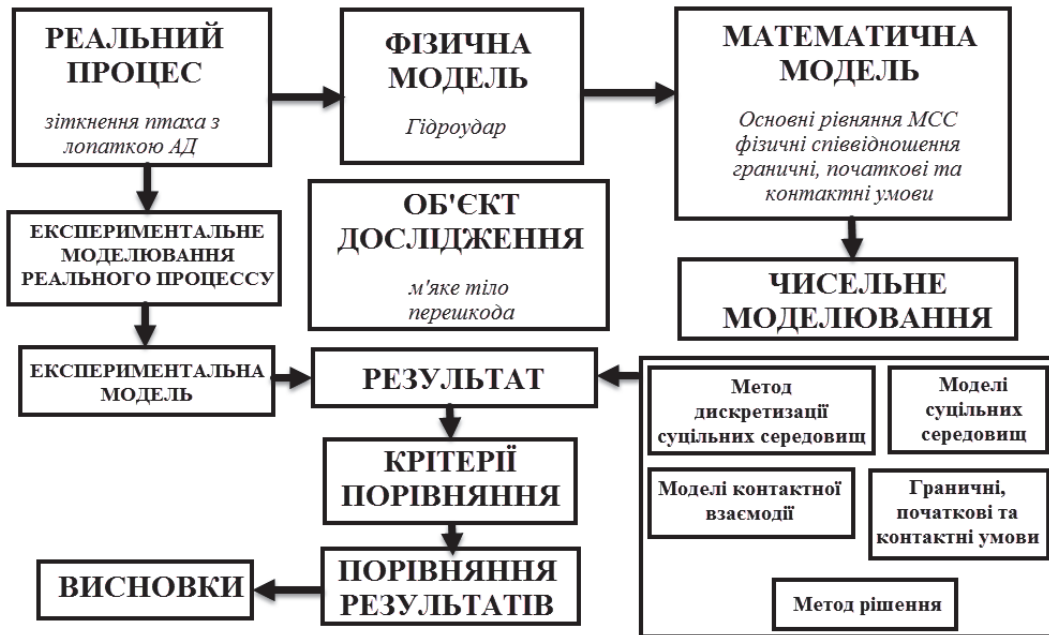 РЕАЛЬНИЙ
ПРОЦЕС
зіткнення птаха з
лопаткою АД
ФІЗИЧНА
МОДЕЛЬ
Гідроудар
МАТЕМАТИЧНА
МОДЕЛЬ
Основні рівняння МСС
фізичні співвідношення
граничні, початкові та
контактні умови
ЕКСПЕРИМЕНТАЛЬНЕ
МОДЕЛЮВАННЯ
РЕАЛЬНОГО ПРОЦЕССУ
ОБ'ЄКТ
ДОСЛІДЖЕННЯ
м'яке тіло
перешкода
ЧИСЕЛЬНЕ
МОДЕЛЮВАННЯ
ЕКСПЕРИМЕНТАЛЬНА
МОДЕЛЬ
РЕЗУЛЬТАТ
Метод
дискретизації
суцільних середовищ
Моделі
суцільних
середовищ
КРІТЕРІЇ
ПОРІВНЯННЯ
Моделі контактної
взаємодії
Граничні,
початкові та
контактні умови
ВИСНОВКИ
ПОРІВНЯННЯ
РЕЗУЛЬТАТІВ
Метод рішення